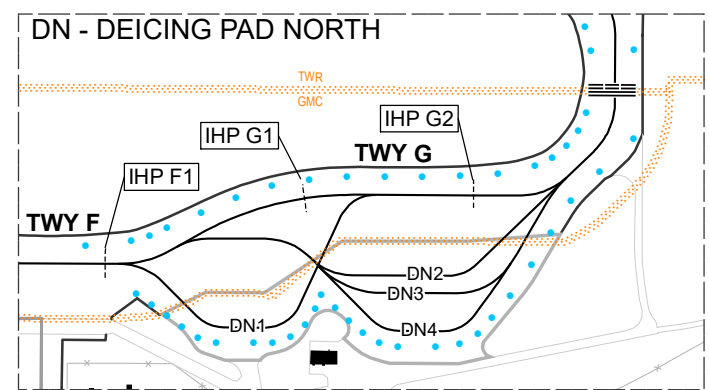 DN - DEICING PAD NORTH
TWR
GMC
IHP G2
IHP G1
TWY G
IHP F1
TWY F
DN2
DN3
DN1
DN4